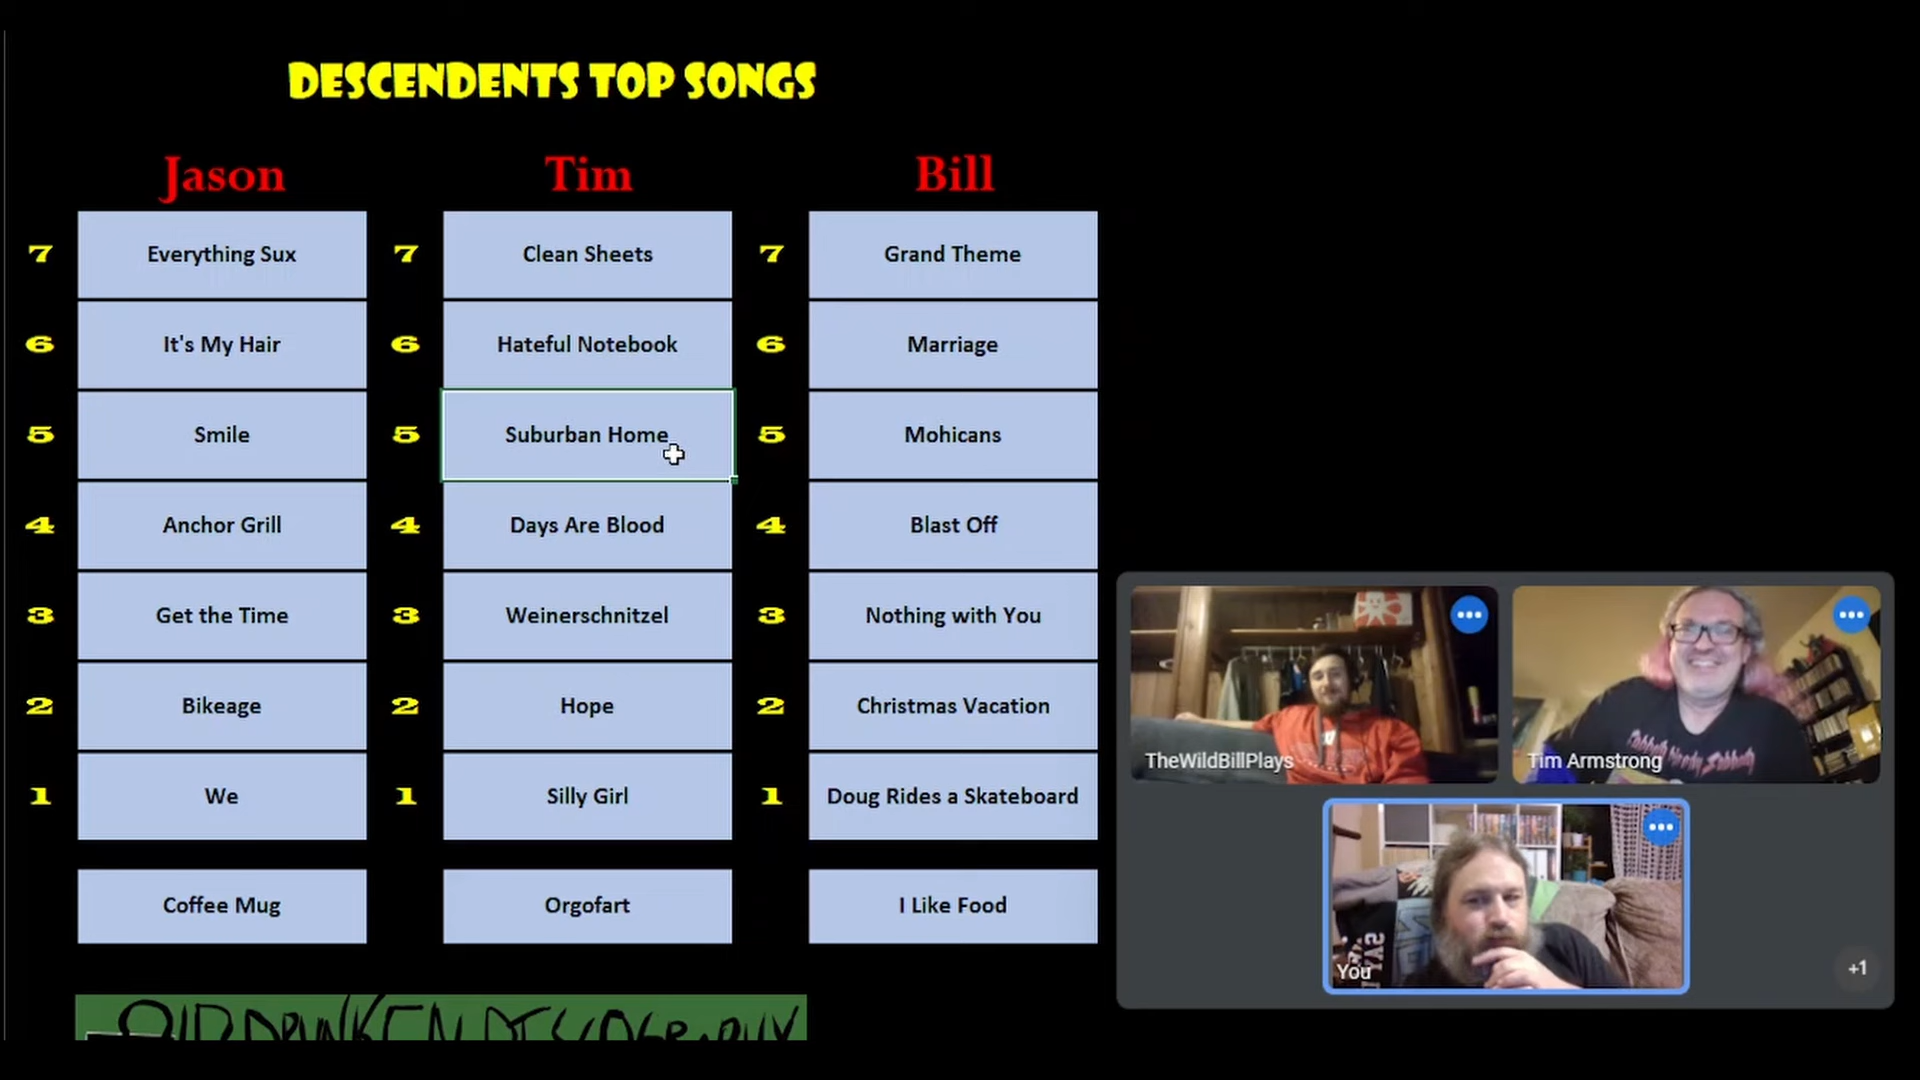 DESCENDENTS TOP SONGS
Jason Tim Bill
7 Everything Sux 7 Clean Sheets 7 Grand Theme
6 It's My Hair 6 Hateful Notebook 6 Marriage
5 Smile 5 Suburban Home 5 Mohicans
4 Anchor Grill 4 Days Are Blood 4 Blast Off
3 Get the Time 3 Weinerschnitzel 3 Nothing with You
2 Bikeage 2 Hope 2 Christmas Vacation
1 We 1 Silly Girl 1 Doug Rides a Skateboard
Coffee Mug Orgofart I Like Food
TheWildBillPlays
Sabbath Bloody Sabbath
Tim Armstrong
You
+1